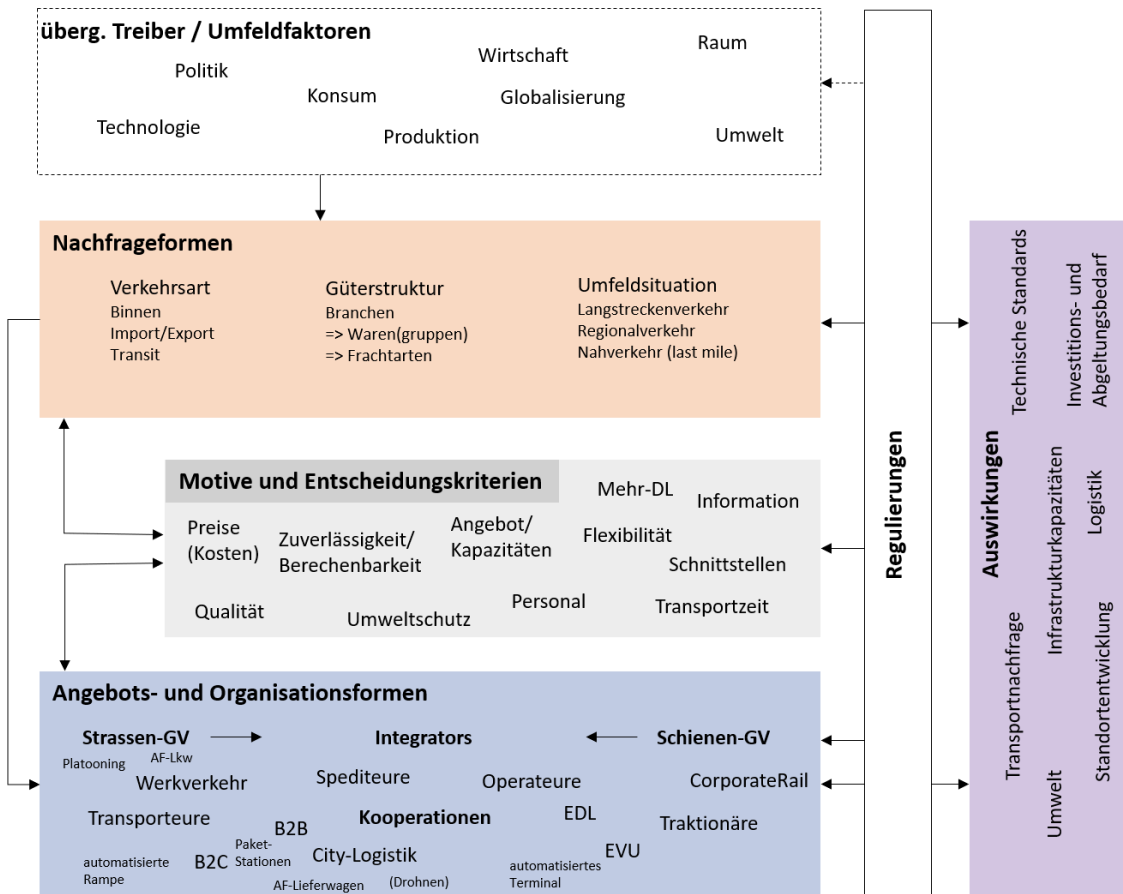 überg. Treiber / Umfeldfaktoren
Politik
Wirtschaft
Raum
Konsum
Globalisierung
Technologie
Produktion
Umwelt
Nachfrageformen
Verkehrsart
Binnen
Import/Export
Transit
Güterstruktur
Branchen
=> Waren(gruppen)
=> Frachtarten
Umfeldsituation
Langstreckenverkehr
Regionalverkehr
Nahverkehr (last mile)
Motive und Entscheidungskriterien
Mehr-DL
Information
Preise
(Kosten)
Zuverlässigkeit/
Berechenbarkeit
Angebot/
Kapazitäten
Flexibilität
Schnittstellen
Qualität
Umweltschutz
Personal
Transportzeit
Angebots- und Organisationsformen
Strassen-GV
Integrators
Schienen-GV
Platooning
AF-Lkw
Werkverkehr
Spediteure
Operateure
CorporateRail
Transporteure
B2B
Kooperationen
EDL
Traktionäre
automatisierte
Rampe
B2C
Paket-
Stationen
City-Logistik
EVU
AF-Lieferwagen
(Drohnen)
automatisiertes
Terminal
Regulierungen
Auswirkungen
Technische Standards
Investitions- und
Abgeltungsbedarf
Infrastrukturkapazitäten
Logistik
Transportnachfrage
Umwelt
Standortentwicklung